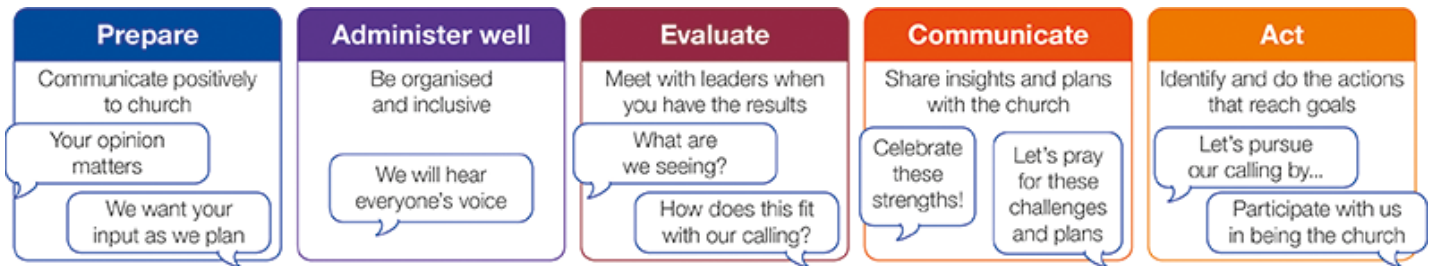 Prepare
Communicate positively
to church
Your opinion
matters
We want your
input as we plan
Administer well
Be organised
and inclusive
We will hear
everyone's voice
Evaluate
Meet with leaders when
you have the results
What are
we seeing?
How does this fit
with our calling?
Communicate
Share insights and plans
with the church
Celebrate
these
strengths!
Let's pray
for these
challenges
and plans
Act
Identify and do the actions
that reach goals
Let's pursue
our calling by...
Participate with us
in being the church